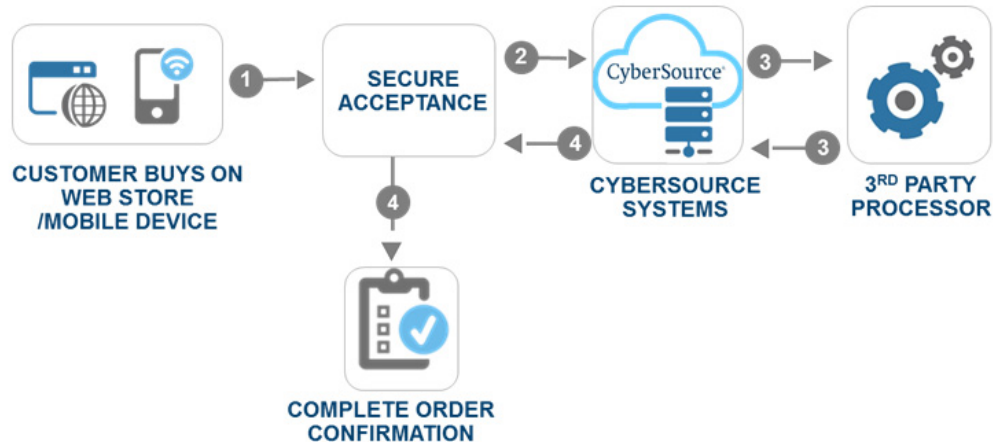 1
SECURE
ACCEPTANCE
2
CyberSource®
3
4
3
CUSTOMER BUYS ON
WEB STORE
/MOBILE DEVICE
CYBERSOURCE
SYSTEMS
3RD PARTY
PROCESSOR
4
COMPLETE ORDER
CONFIRMATION